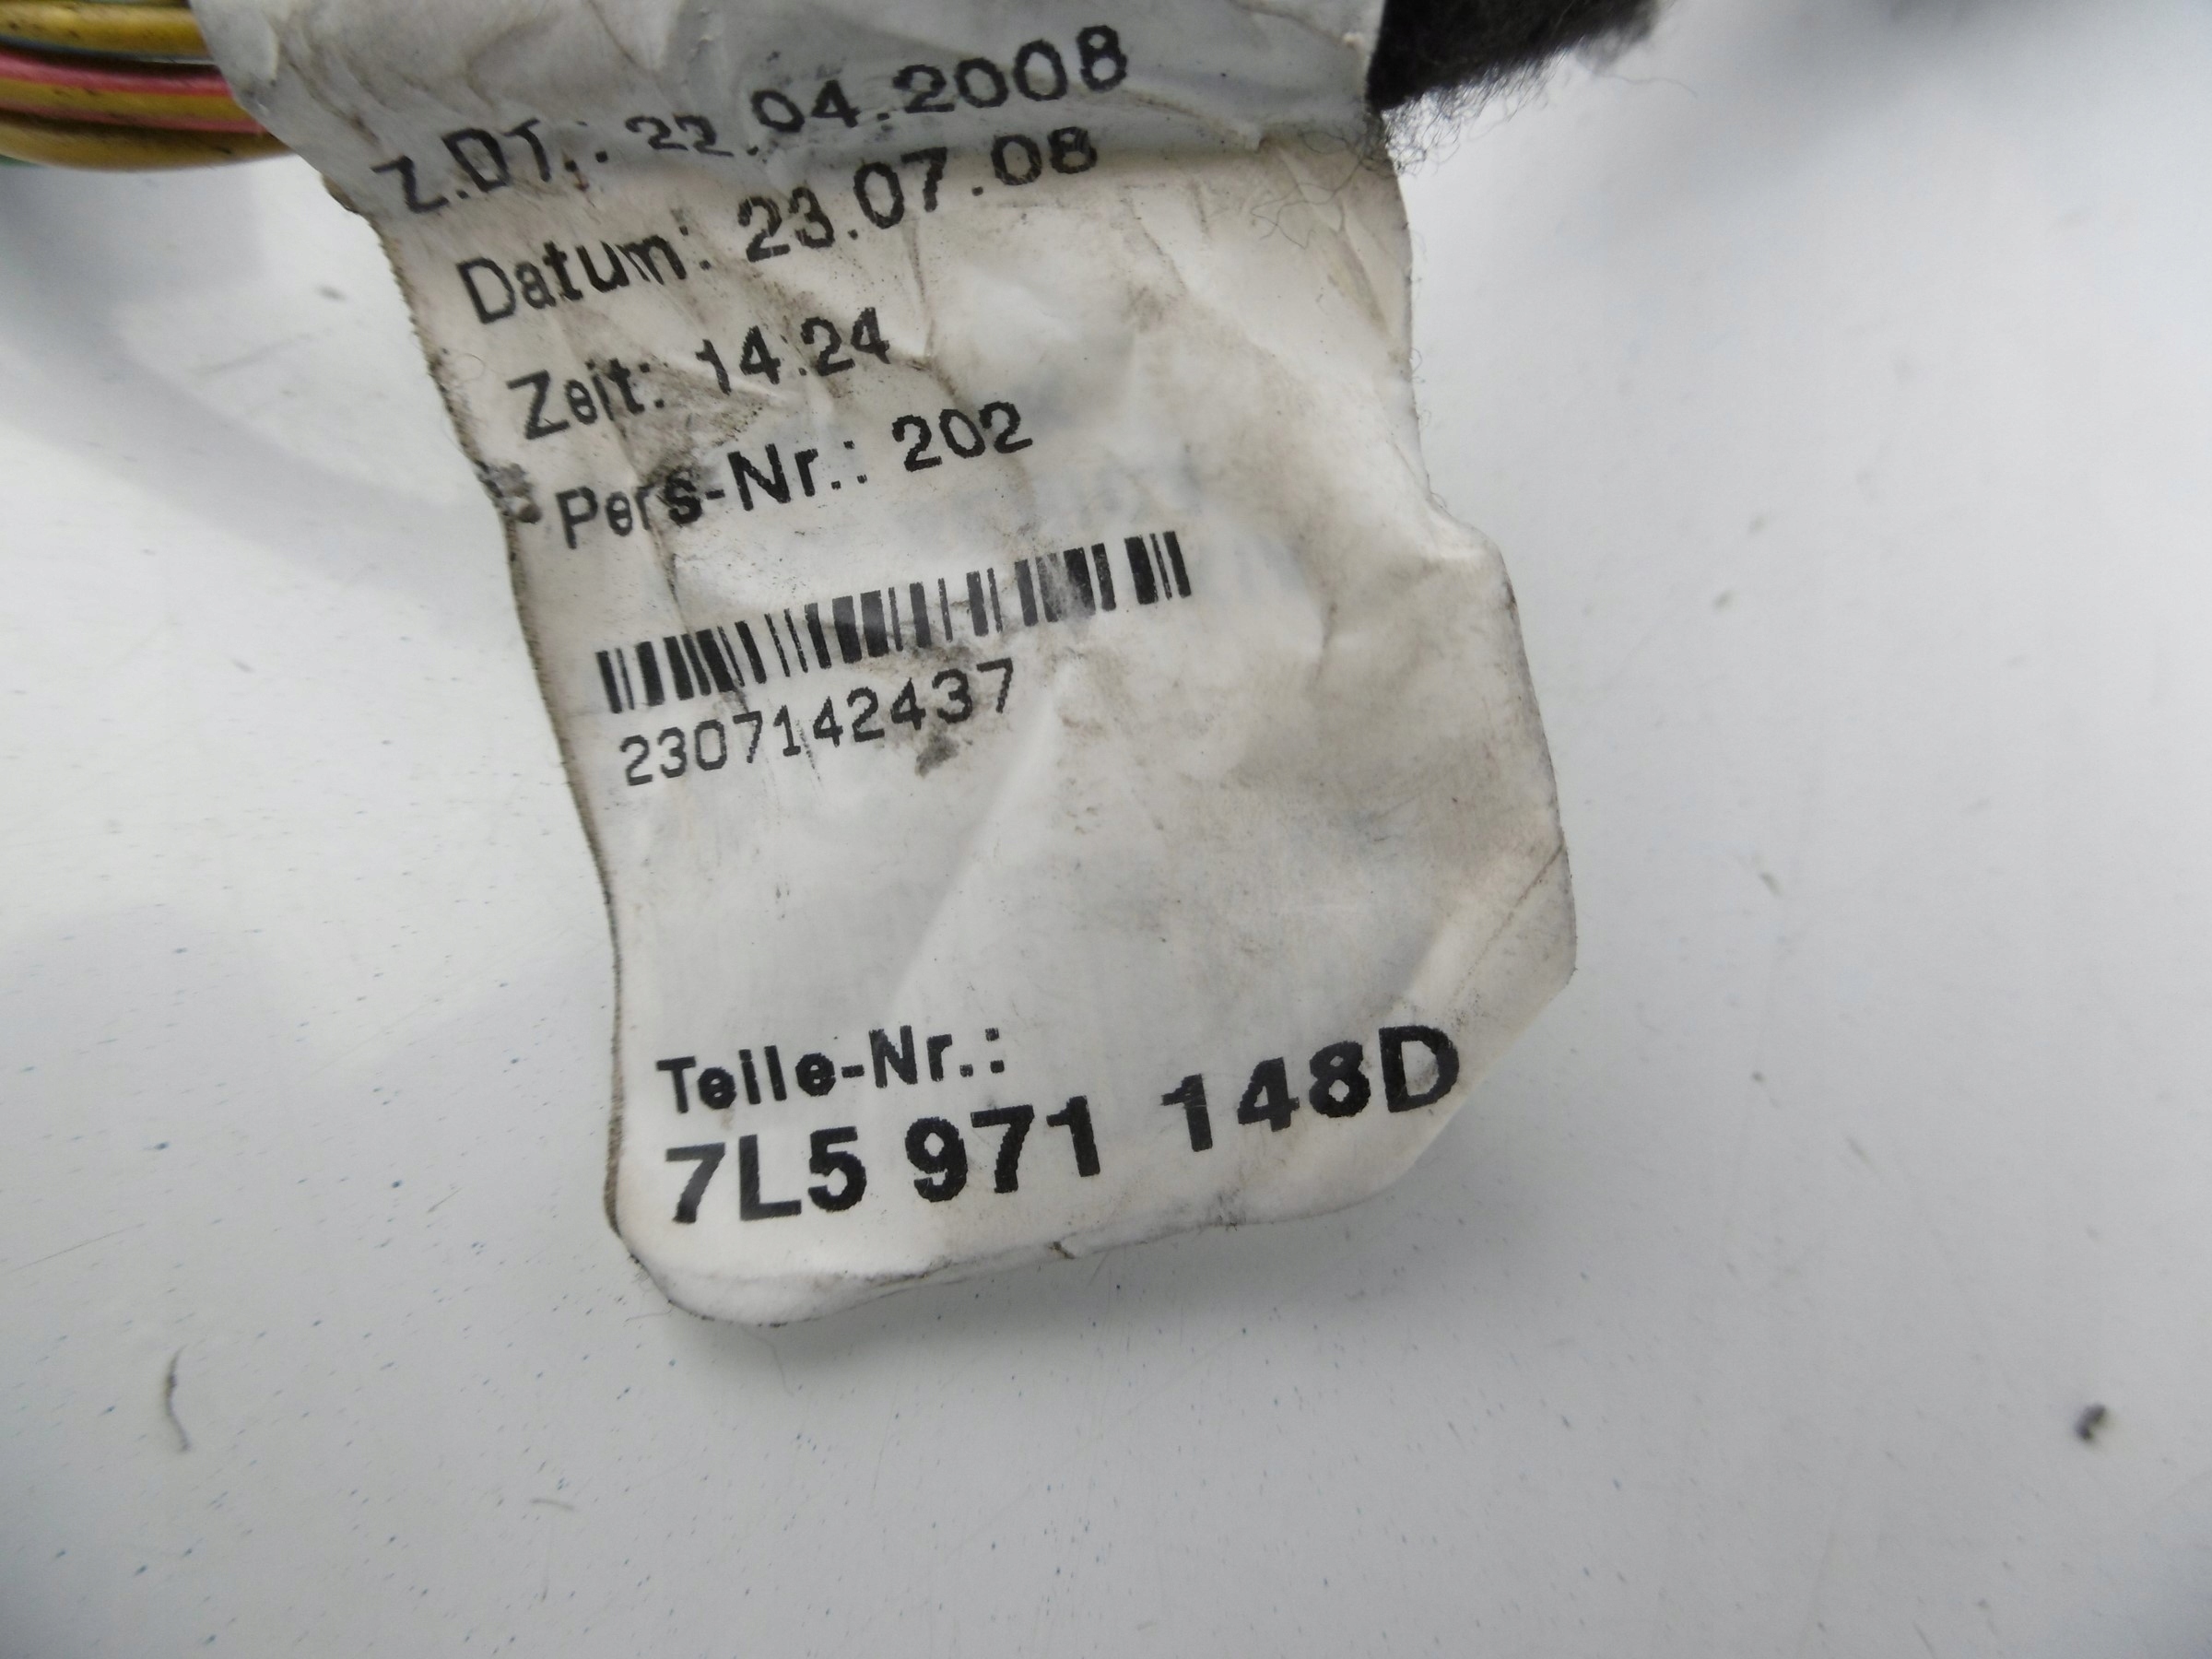 Z.DT.: 22.04.2008
Datum: 23.07.08
Zeit: 14:24
Pers-Nr.: 202
2307142437
Teile-Nr.:
7L5 971 148D